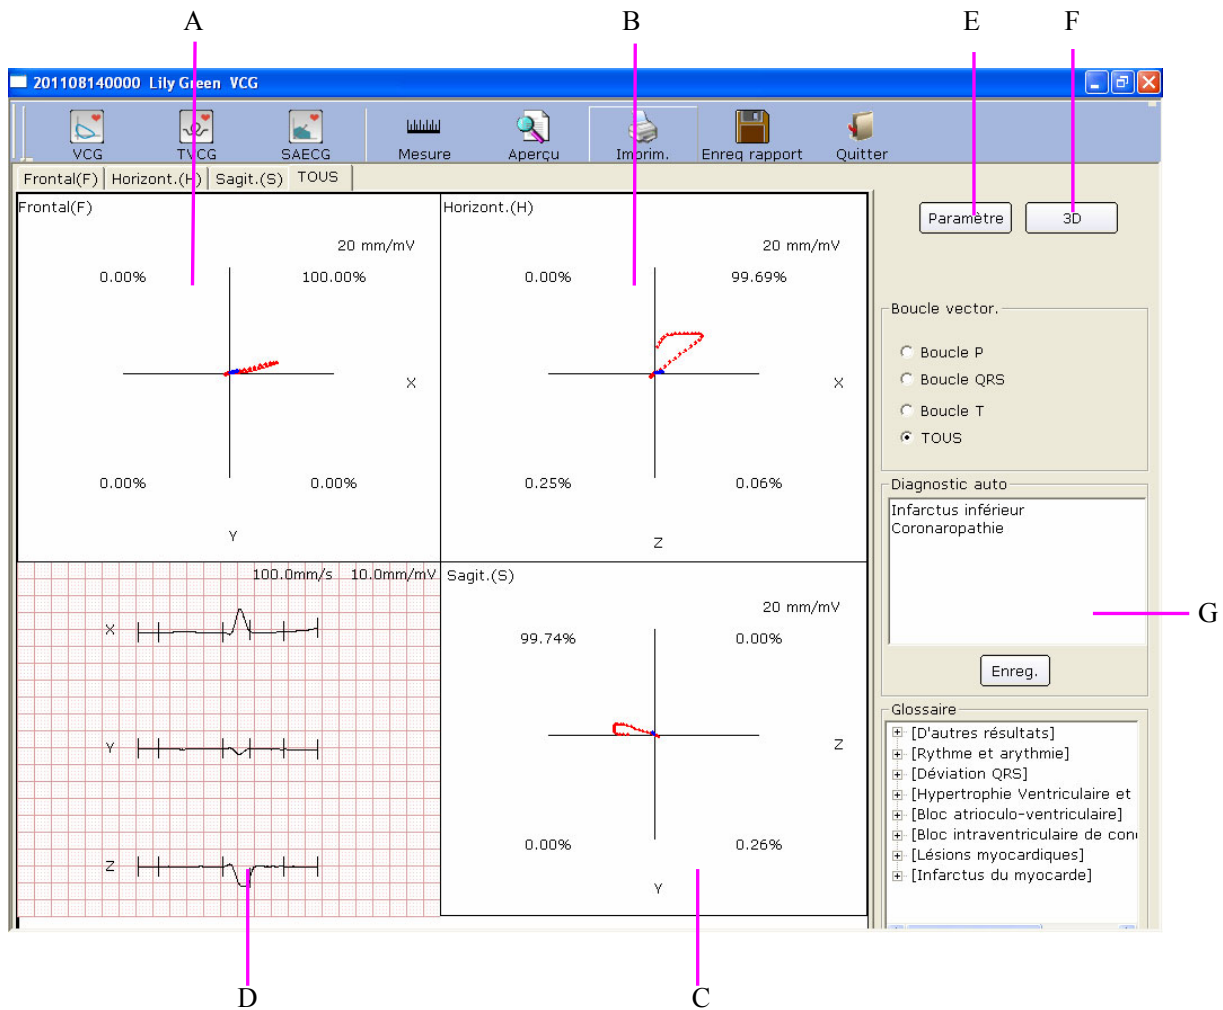 A B E F
201108140000 Lily Green VCG
VCG TVCG SAECG Mesure Aperçu Imprim. Enreq rapport Quitter
Frontal(F) Horizont.(H) Sagit.(S) TOUS
Frontal(F)
20 mm/mV
0.00% 100.00%
X
0.00% 0.00%
Y
Horizont.(H)
20 mm/mV
0.00% 99.69%
X
0.25% 0.06%
Z
100.0mm/s 10.0mm/mV
X
Y
Z
Sagit.(S)
20 mm/mV
99.74% 0.00%
Z
0.00% 0.26%
Y
Paramètre 3D
Boucle vector.
Boucle P
Boucle QRS
Boucle T
TOUS
Diagnostic auto
Infarctus inférieur
Coronaropathie
G
Enreg.
Glossaire
[D'autres résultats]
[Rythme et arythmie]
[Déviation QRS]
[Hypertrophie Ventriculaire et
[Bloc atrioculo-ventriculaire]
[Bloc intraventriculaire de con
[Lésions myocardiques]
[Infarctus du myocarde]
D C